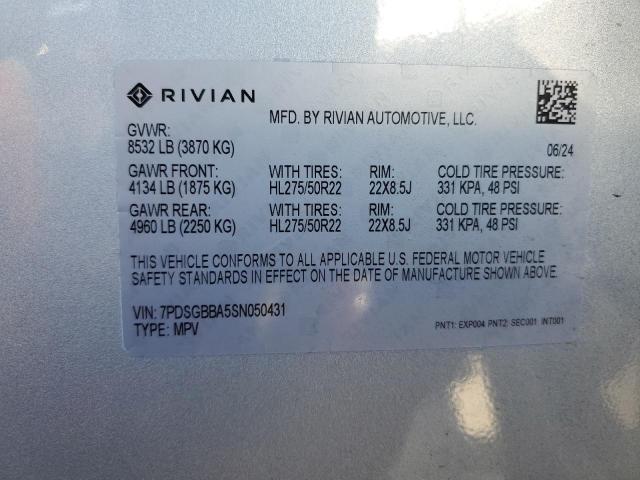 RIVIAN
MFD. BY RIVIAN AUTOMOTIVE, LLC.
GVWR:
8532 LB (3870 KG) 06/24
GAWR FRONT: WITH TIRES: RIM: COLD TIRE PRESSURE:
4134 LB (1875 KG) HL275/50R22 22X8.5J 331 KPA, 48 PSI
GAWR REAR: WITH TIRES: RIM: COLD TIRE PRESSURE:
4960 LB (2250 KG) HL275/50R22 22X8.5J 331 KPA, 48 PSI
THIS VEHICLE CONFORMS TO ALL APPLICABLE U.S. FEDERAL MOTOR VEHICLE
SAFETY STANDARDS IN EFFECT ON THE DATE OF MANUFACTURE SHOWN ABOVE.
VIN: 7PDSGBBA5SN050431
TYPE: MPV PNT1: EXP004 PNT2: SEC001 INT001